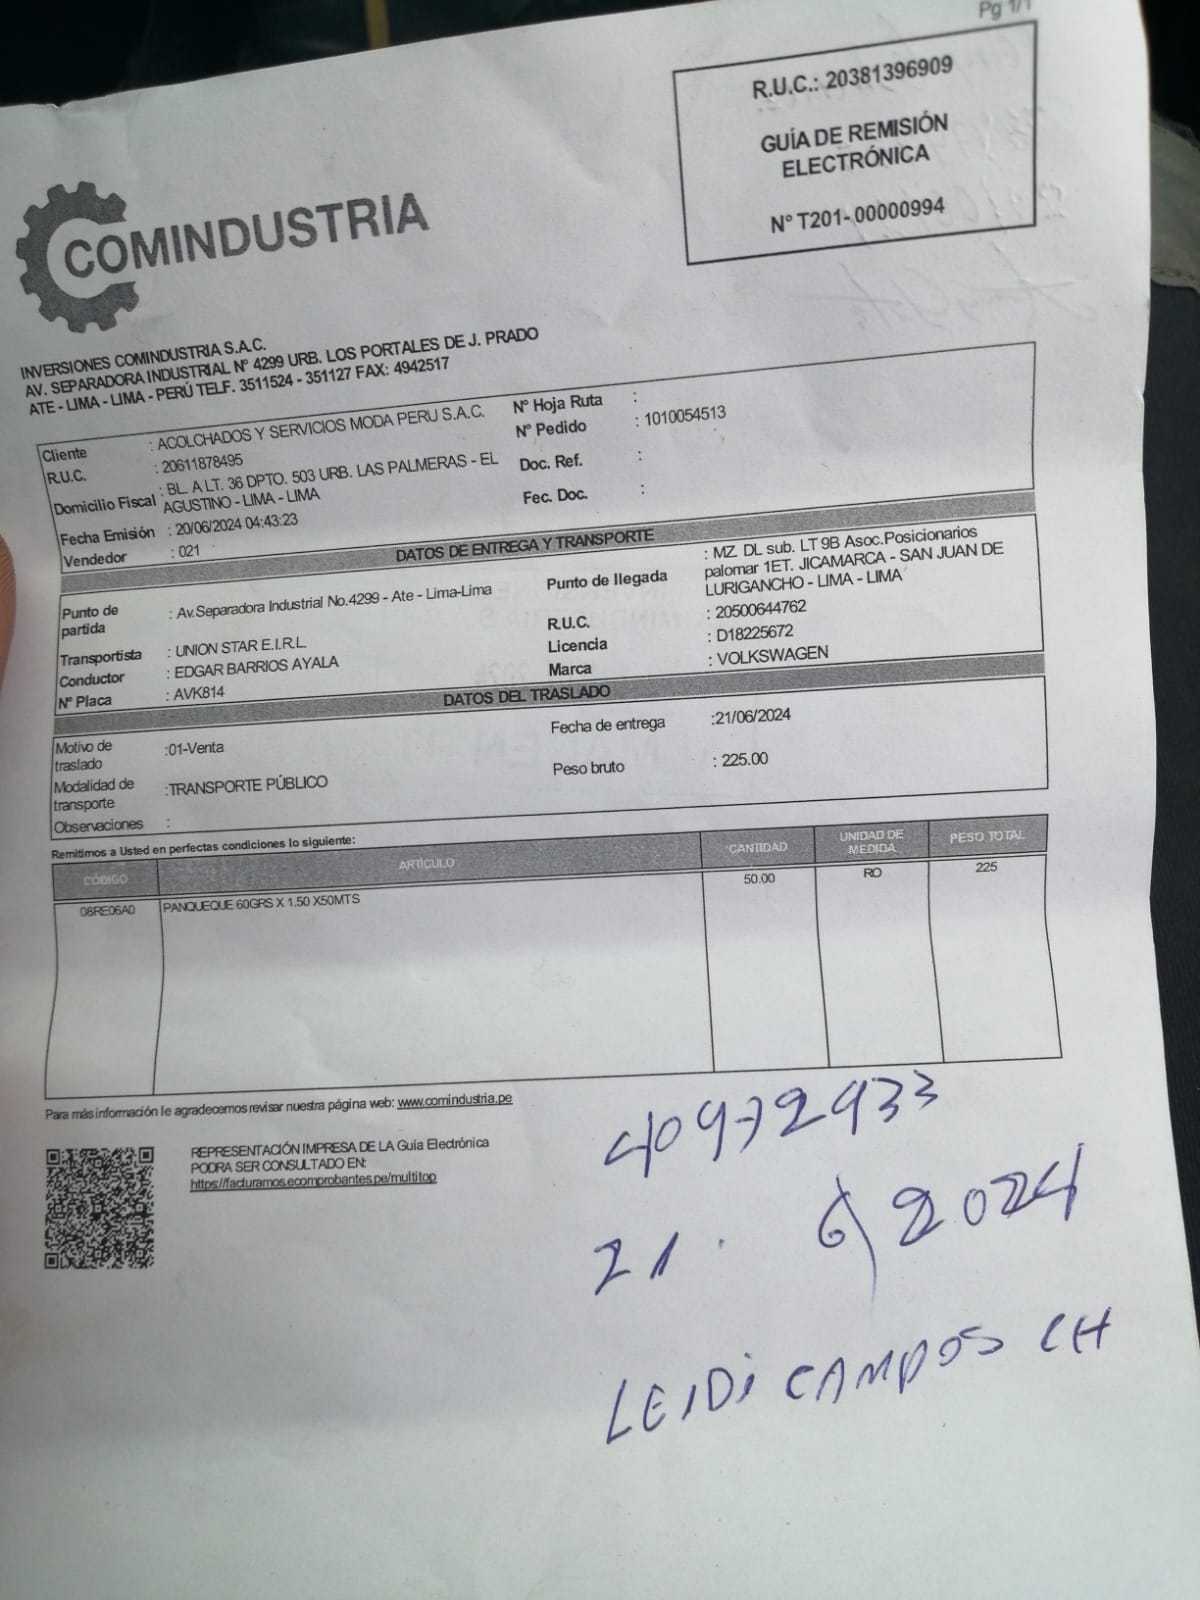 Pg 1/1
R.U.C.: 20381396909
GUÍA DE REMISIÓN
ELECTRÓNICA
N° T201- 00000994
COMINDUSTRIA
INVERSIONES COMINDUSTRIA S.A.C.
AV. SEPARADORA INDUSTRIAL N° 4299 URB. LOS PORTALES DE J. PRADO
ATE - LIMA - LIMA - PERÚ TELF. 3511524 - 351127 FAX: 4942517
Cliente : ACOLCHADOS Y SERVICIOS MODA PERU S.A.C.
R.U.C. : 20611878495
Domicilio Fiscal : BL. A LT. 36 DPTO. 503 URB. LAS PALMERAS - EL
AGUSTINO - LIMA - LIMA
Fecha Emisión : 20/06/2024 04:43:23
Vendedor : 021
N° Hoja Ruta :
N° Pedido : 1010054513
Doc. Ref. :
Fec. Doc. :
DATOS DE ENTREGA Y TRANSPORTE
Punto de
partida : Av.Separadora Industrial No.4299 - Ate - Lima-Lima
Transportista : UNION STAR E.I.R.L.
Conductor : EDGAR BARRIOS AYALA
N° Placa : AVK814
Punto de llegada : MZ. DL sub. LT 9B Asoc.Posicionarios
palomar 1ET. JICAMARCA - SAN JUAN DE
LURIGANCHO - LIMA - LIMA
R.U.C. : 20500644762
Licencia : D18225672
Marca : VOLKSWAGEN
DATOS DEL TRASLADO
Motivo de
traslado :01-Venta
Modalidad de
transporte :TRANSPORTE PÚBLICO
Observaciones :
Fecha de entrega :21/06/2024
Peso bruto : 225.00
Remitimos a Usted en perfectas condiciones lo siguiente:
CÓDIGO ARTÍCULO CANTIDAD UNIDAD DE MEDIDA PESO TOTAL
08RE06A0 PANQUEQUE 60GRS X 1.50 X50MTS 50.00 RO 225
Para más información le agradecemos revisar nuestra página web: www.comindustria.pe
REPRESENTACIÓN IMPRESA DE LA Guía Electrónica
PODRA SER CONSULTADO EN:
https://facturamos.ecomprobantes.pe/multitop
40972933
21. 6) 2024
LEIDI CAMPOS CH